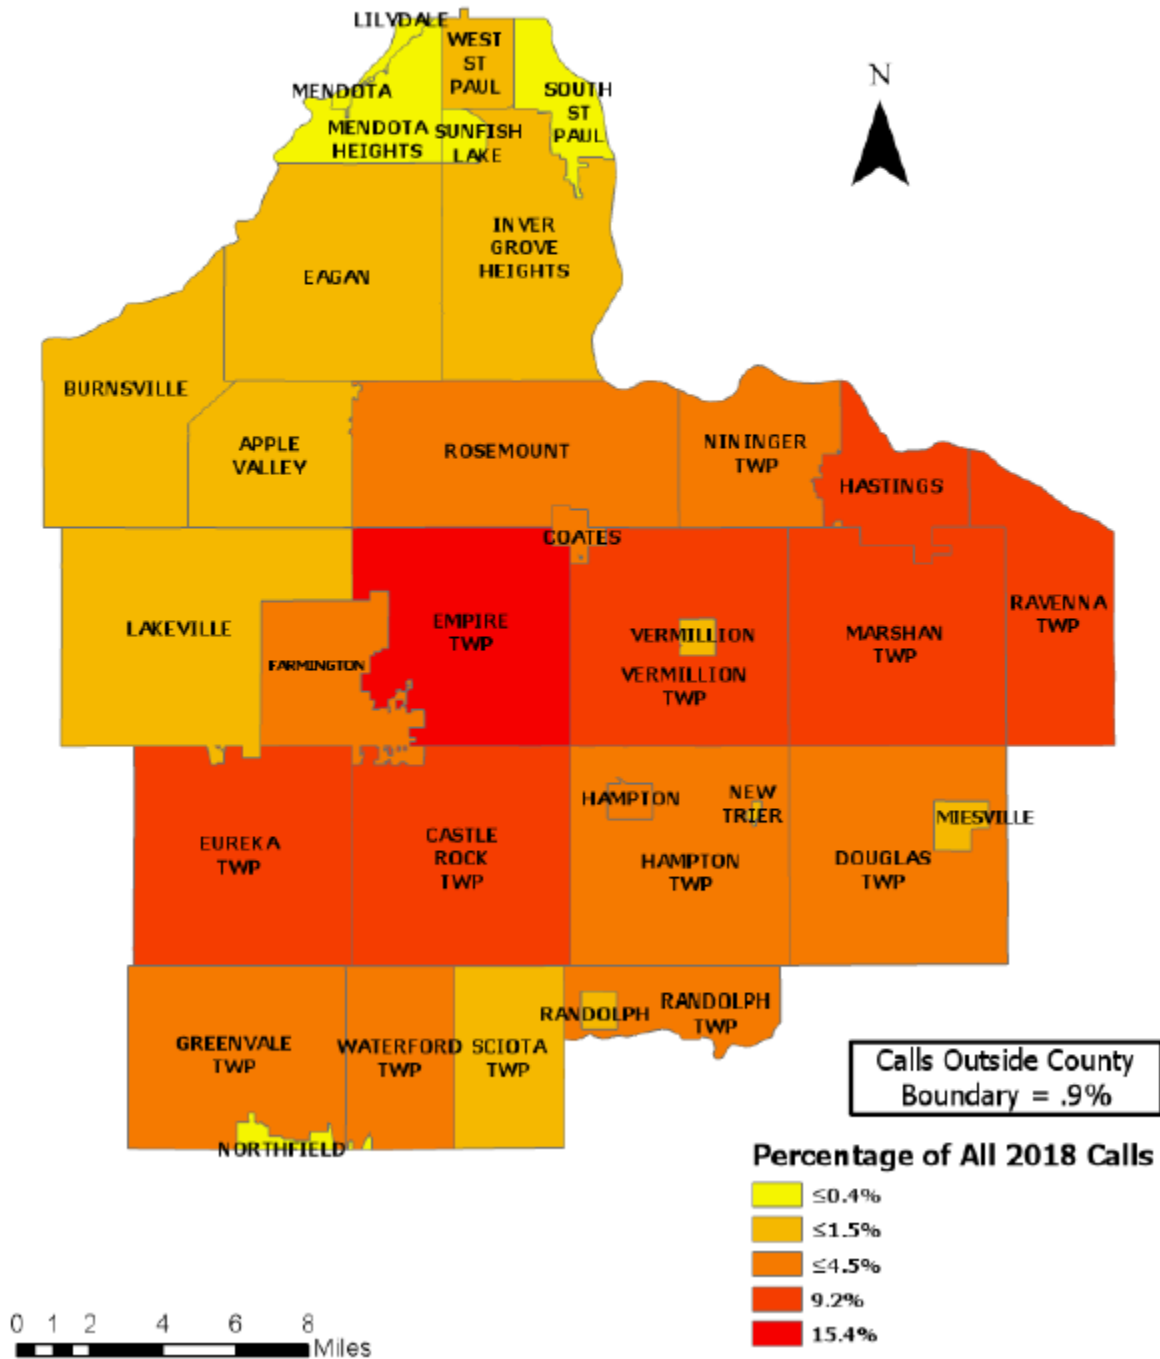 LILYDALE
WEST
ST
PAUL
N
MENDOTA
SOUTH
ST
PAUL
MENDOTA
HEIGHTS
SUNFISH
LAKE
INVER
GROVE
HEIGHTS
EAGAN
BURNSVILLE
APPLE
VALLEY
ROSEMOUNT
NININGER
TWP
HASTINGS
COATES
LAKEVILLE
EMPIRE
TWP
VERMILLION
MARSHAN
TWP
RAVENNA
TWP
FARMINGTON
VERMILLION
TWP
HAMPTON
NEW
TRIER
MIESVILLE
EUREKA
TWP
CASTLE
ROCK
TWP
HAMPTON
TWP
DOUGLAS
TWP
GREENVALE
TWP
WATERFORD
TWP
SCIOTA
TWP
RANDOLPH
RANDOLPH
TWP
NORTHFIELD
Calls Outside County
Boundary = .9%
Percentage of All 2018 Calls
≤0.4%
≤1.5%
≤4.5%
9.2%
15.4%
0 1 2 4 6 8
Miles